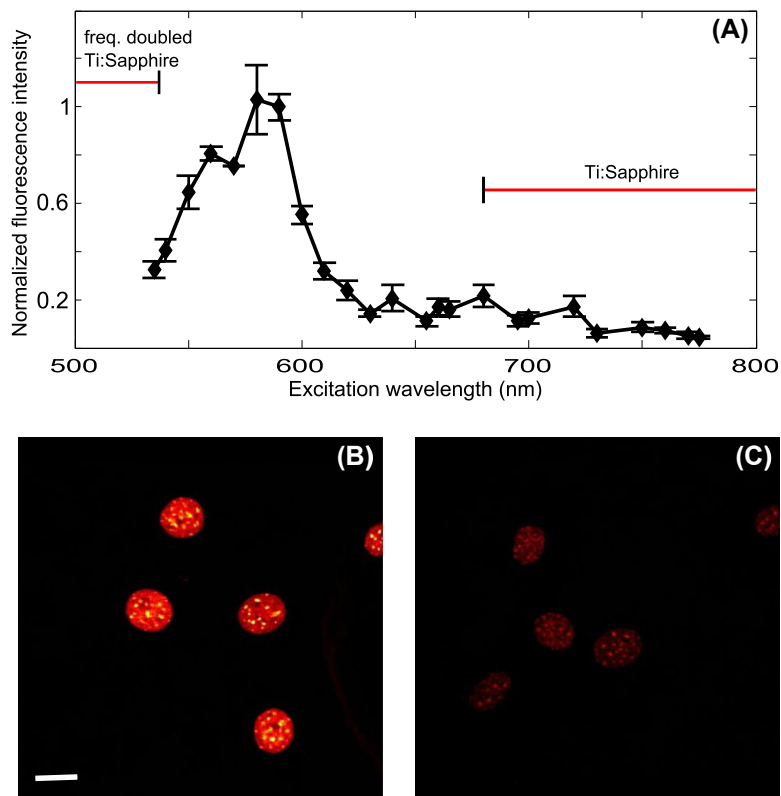 (A)
freq. doubled
Ti:Sapphire
Ti:Sapphire
Normalized fluorescence intensity
1
0.6
0.2
500 600 700 800
Excitation wavelength (nm)
(B) (C)